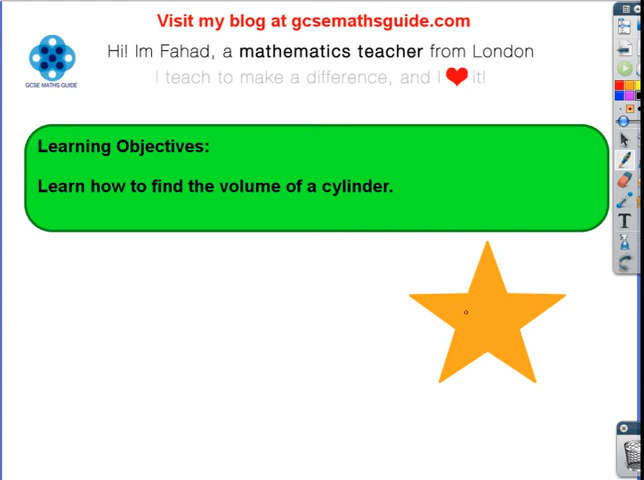 Visit my blog at gcsemathsguide.com
Hi! Im Fahad, a mathematics teacher from London
I teach to make a difference, and I it!
GCSE MATHS GUIDE
Learning Objectives:
Learn how to find the volume of a cylinder.
T